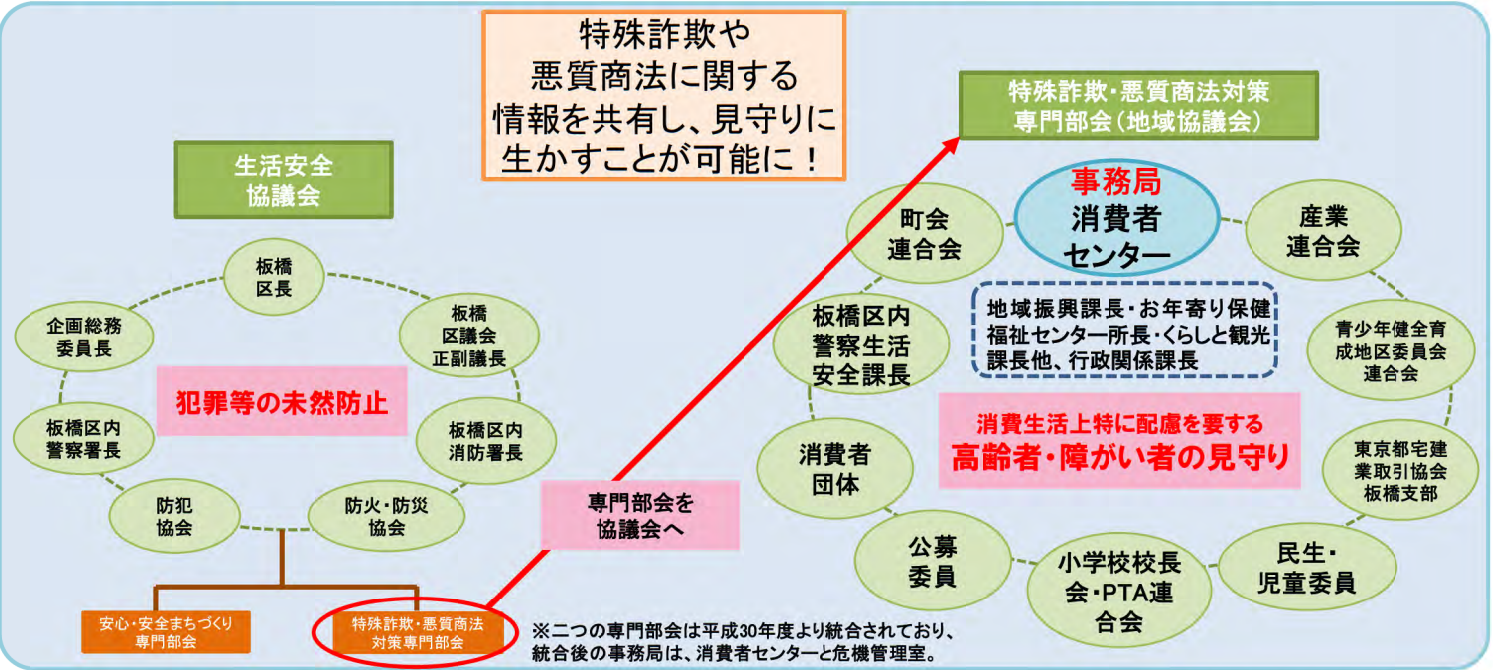 特殊詐欺や
悪質商法に関する
情報を共有し、見守りに
生かすことが可能に！
生活安全
協議会
板橋
区長
企画総務
委員長
板橋
区議会
正副議長
犯罪等の未然防止
板橋区内
警察署長
板橋区内
消防署長
防犯
協会
防火・防災
協会
安心・安全まちづくり
専門部会
特殊詐欺・悪質商法
対策専門部会
専門部会を
協議会へ
特殊詐欺・悪質商法対策
専門部会（地域協議会）
事務局
消費者
センター
町会
連合会
産業
連合会
地域振興課長・お年寄り保健
福祉センター所長・くらしと観光
課長他、行政関係課長
板橋区内
警察生活
安全課長
青少年健全育
成地区委員会
連合会
消費生活上特に配慮を要する
高齢者・障がい者の見守り
消費者
団体
東京都宅建
業取引協会
板橋支部
公募
委員
小学校校長
会・PTA連
合会
民生・
児童委員
※二つの専門部会は平成30年度より統合されており、
統合後の事務局は、消費者センターと危機管理室。